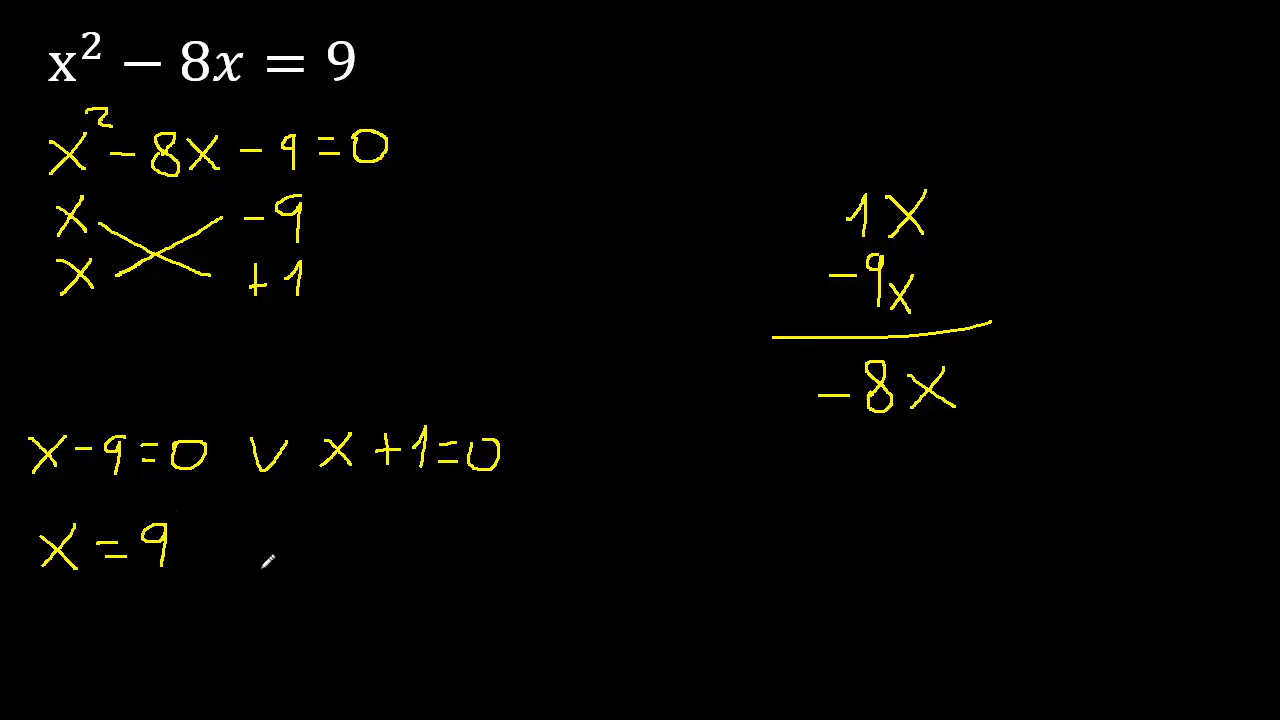 x² − 8x = 9
x² - 8x - 9 = 0
x - 9
x + 1
1x
-9x
-8x
x - 9 = 0 ∨ x + 1 = 0
x = 9